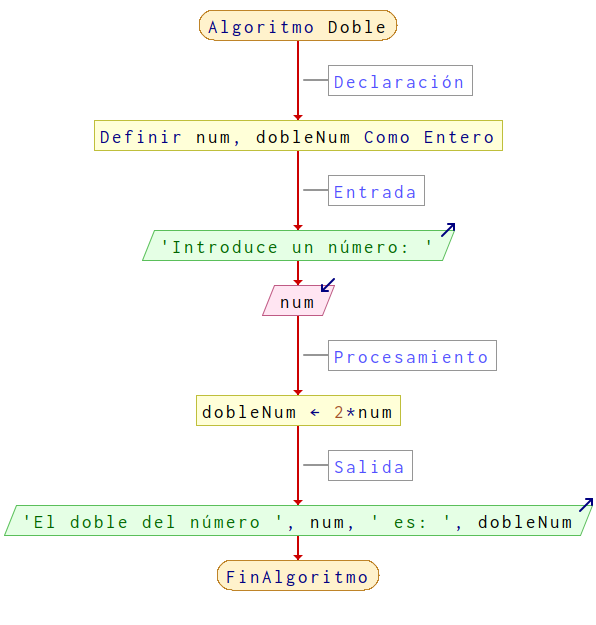 Algoritmo Doble
Declaración
Definir num, dobleNum Como Entero
Entrada
'Introduce un número: '
num
Procesamiento
dobleNum ← 2*num
Salida
'El doble del número ', num, ' es: ', dobleNum
FinAlgoritmo